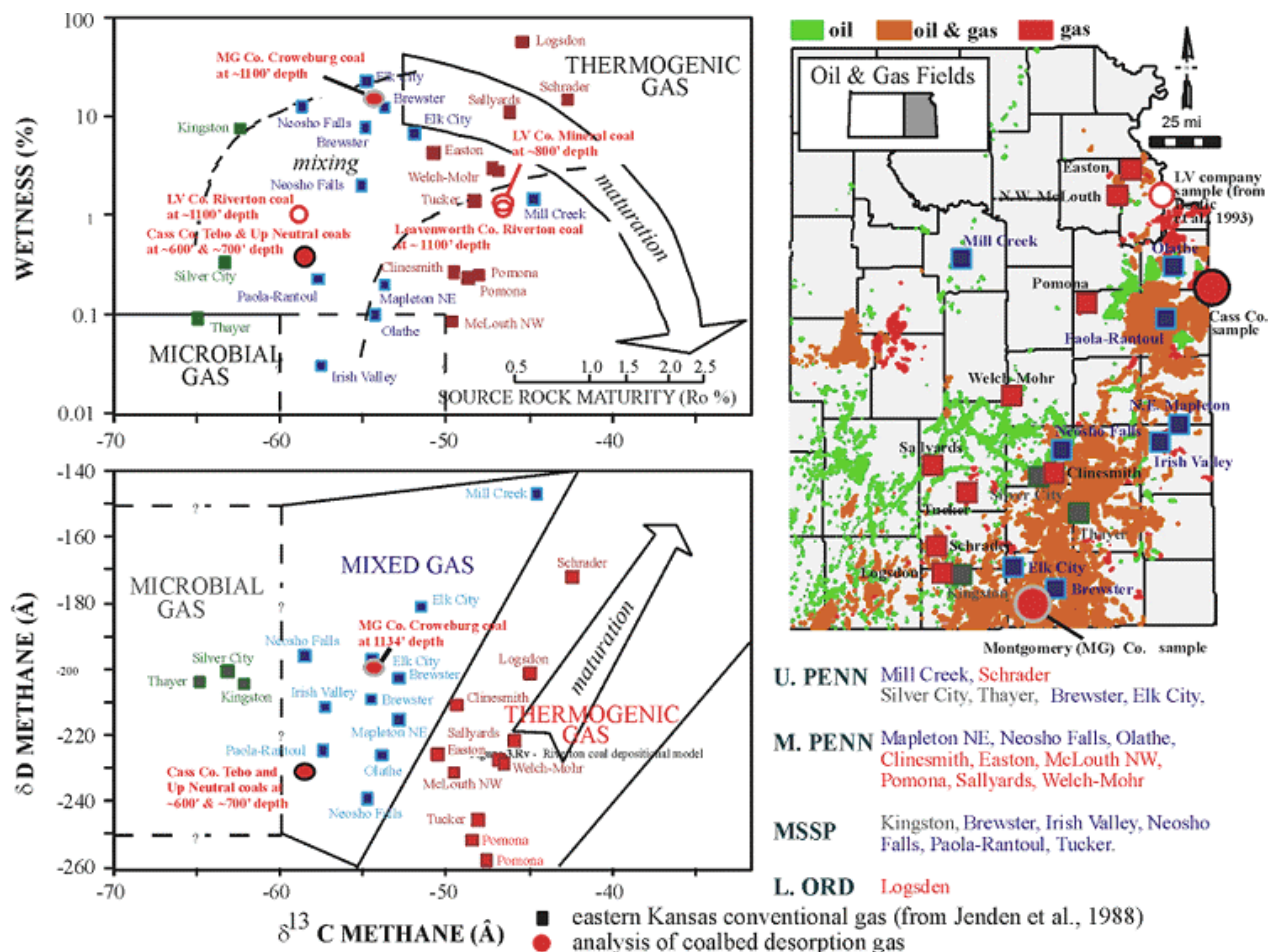 100
10
1
0.1
0.01
WETNESS (%)
MG Co. Croweburg coal
at ~1100' depth
Elk City
Brewster
Neosho Falls
Brewster
Elk City
Kingston
mixing
Neosho Falls
LV Co. Riverton coal
at ~1100' depth
Cass Co. Tebo & Up Neutral coals
at ~600' & ~700' depth
Silver City
Paola-Rantoul
Thayer
MICROBIAL
GAS
Irish Valley
Olathe
Mapleton NE
Logsdon
THERMOGENIC
GAS
Schrader
Sallyards
LV Co. Mineral coal
at ~800' depth
Easton
Welch-Mohr
Tucker
Mill Creek
maturation
Leavenworth Co. Riverton coal
at ~ 1100' depth
Clinesmith
Pomona
Pomona
McLouth NW
0.5 1.0 1.5 2.0 2.5
SOURCE ROCK MATURITY (Ro %)
-70 -60 -50 -40
-140
-160
-180
-200
-220
-240
-260
δ D METHANE (Â)
?
?
?
?
?
MICROBIAL
GAS
MIXED GAS
Mill Creek
Schrader
Elk City
MG Co. Croweburg coal
at 1134' depth
Neosho Falls
Elk City
Brewster
Silver City
Thayer
Kingston
Irish Valley
Brewster
Mapleton NE
Paola-Rantoul
Olathe
Cass Co. Tebo and
Up Neutral coals at
~600' & ~700' depth
Neosho Falls
Logsdon
maturation
Clinesmith
THERMOGENIC
GAS
Sallyards
Easton
Riverton coal depositional model
Welch-Mohr
McLouth NW
Tucker
Pomona
Pomona
-70 -60 -50 -40
δ13 C METHANE (Â)
eastern Kansas conventional gas (from Jenden et al., 1988)
analysis of coalbed desorption gas
oil oil & gas gas
Oil & Gas Fields
25 mi
Easton
N.W. McLouth
LV company
sample (from
et al., 1993)
Mill Creek
Olathe
Pomona
Cass Co.
sample
Paola-Rantoul
Welch-Mohr
N.E. Mapleton
Neosho Falls
Irish Valley
Sallyards
Clinesmith
Silver City
Tucker
Thayer
Schrader
Elk City
Logsdon
Kingston
Brewster
Montgomery (MG) Co. sample
U. PENN Mill Creek, Schrader
Silver City, Thayer, Brewster, Elk City,
M. PENN Mapleton NE, Neosho Falls, Olathe,
Clinesmith, Easton, McLouth NW,
Pomona, Sallyards, Welch-Mohr
MSSP Kingston, Brewster, Irish Valley, Neosho
Falls, Paola-Rantoul, Tucker.
L. ORD Logsden